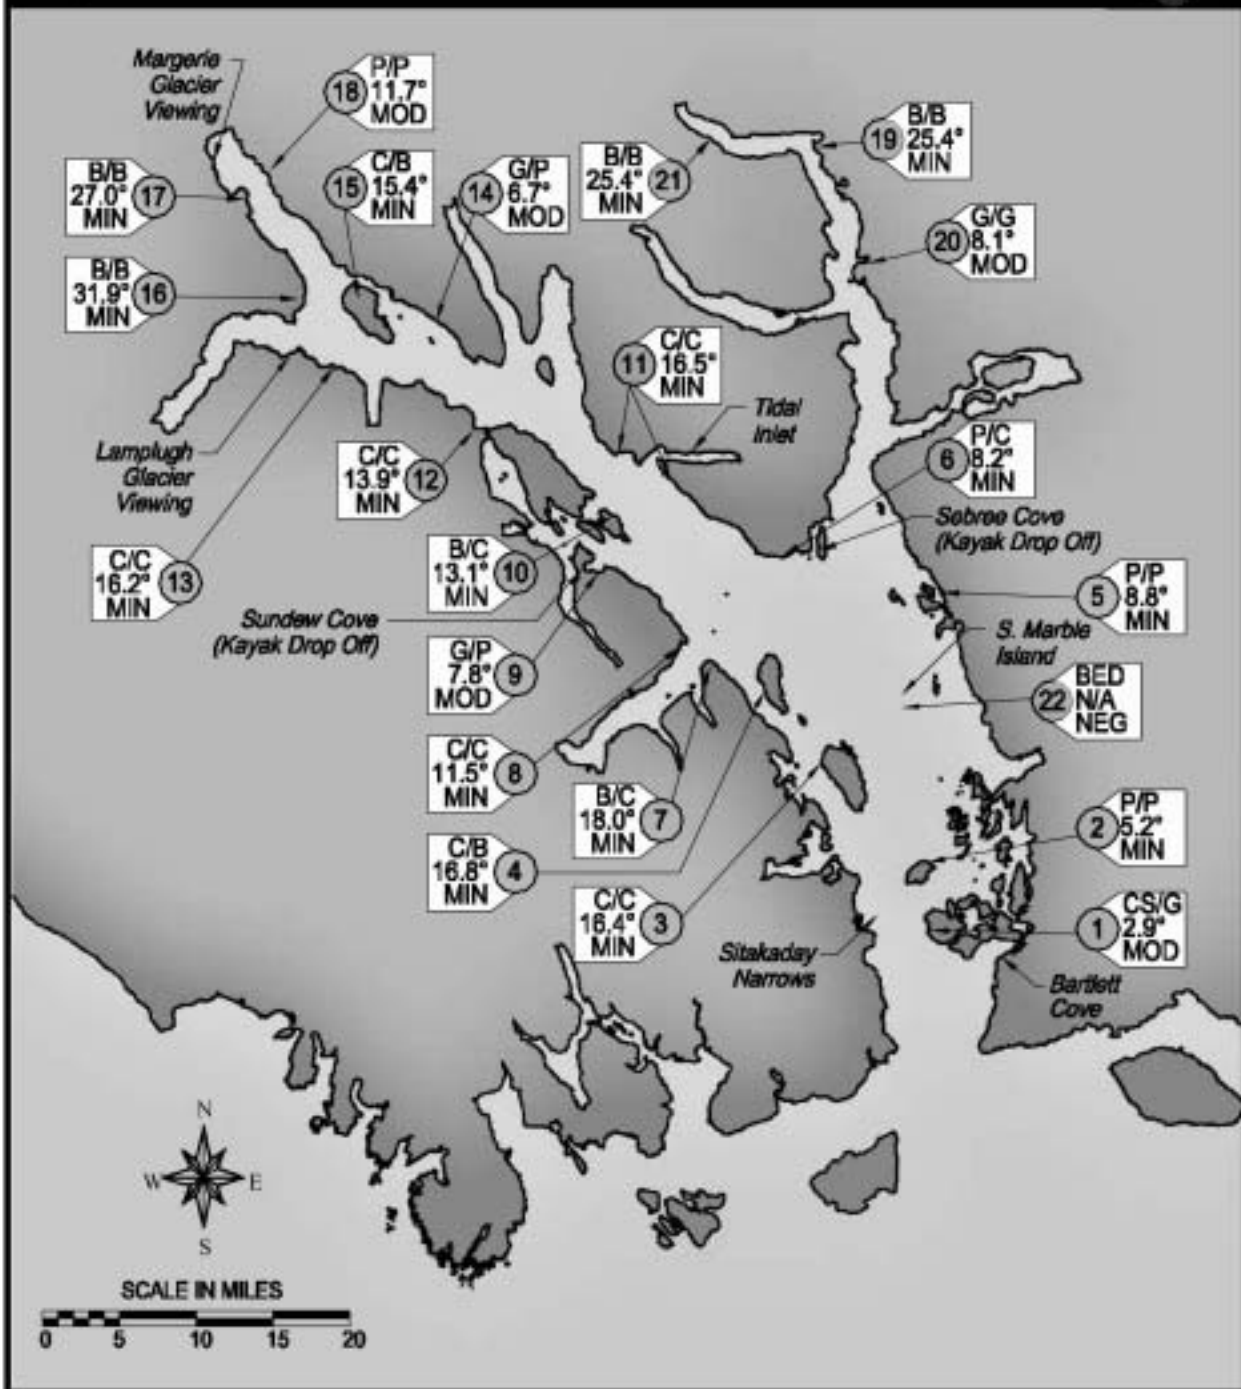 Margerie
Glacier
Viewing
18
P/P
11.7°
MOD
B/B
27.0°
MIN
17
15
C/B
15.4°
MIN
14
G/P
6.7°
MOD
B/B
25.4°
MIN
21
19
B/B
25.4°
MIN
20
G/G
8.1°
MOD
B/B
31.9°
MIN
16
11
C/C
16.5°
MIN
Tidal
Inlet
Lamplugh
Glacier
Viewing
C/C
13.9°
MIN
12
6
P/C
8.2°
MIN
Sebree Cove
(Kayak Drop Off)
C/C
16.2°
MIN
13
B/C
13.1°
MIN
10
5
P/P
8.8°
MIN
Sundew Cove
(Kayak Drop Off)
S. Marble
Island
G/P
7.8°
MOD
9
22
BED
N/A
NEG
C/C
11.5°
MIN
8
B/C
18.0°
MIN
7
2
P/P
5.2°
MIN
C/B
16.8°
MIN
4
C/C
16.4°
MIN
3
1
CS/G
2.9°
MOD
Sitakaday
Narrows
Bartlett
Cove
N
W
E
S
SCALE IN MILES
0 5 10 15 20